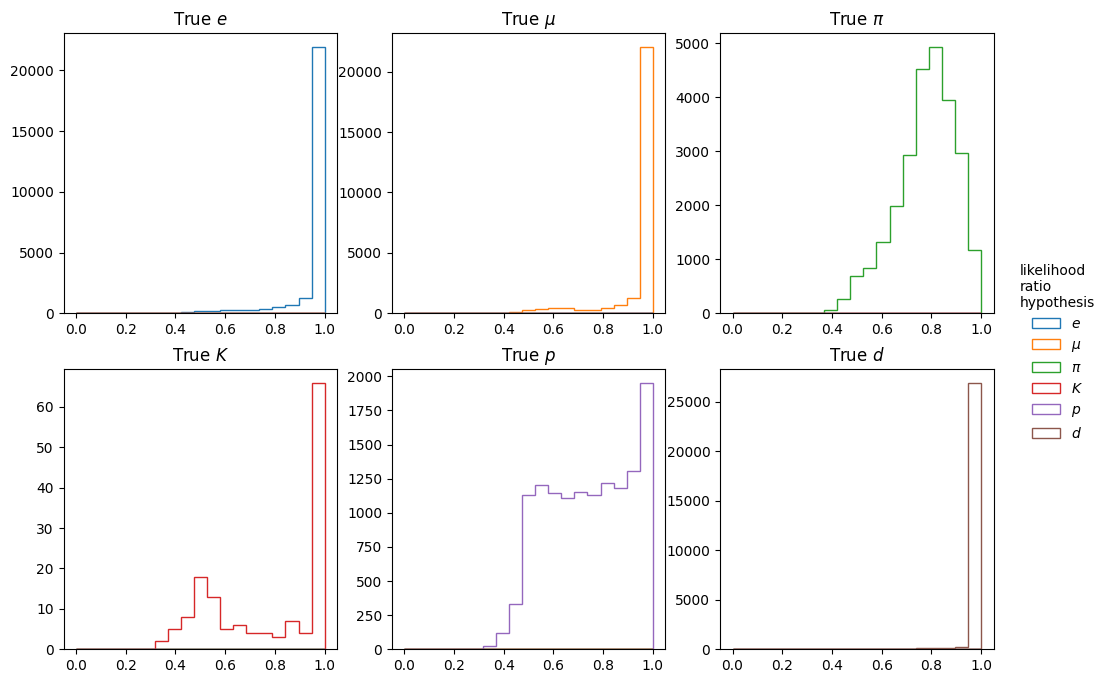 True e
True μ
True π
20000
15000
10000
5000
0
0.0 0.2 0.4 0.6 0.8 1.0
20000
15000
10000
5000
0
0.0 0.2 0.4 0.6 0.8 1.0
5000
4000
3000
2000
1000
0
0.0 0.2 0.4 0.6 0.8 1.0
True K
True p
True d
60
50
40
30
20
10
0
0.0 0.2 0.4 0.6 0.8 1.0
2000
1750
1500
1250
1000
750
500
250
0
0.0 0.2 0.4 0.6 0.8 1.0
25000
20000
15000
10000
5000
0
0.0 0.2 0.4 0.6 0.8 1.0
likelihood
ratio
hypothesis
e
μ
π
K
p
d